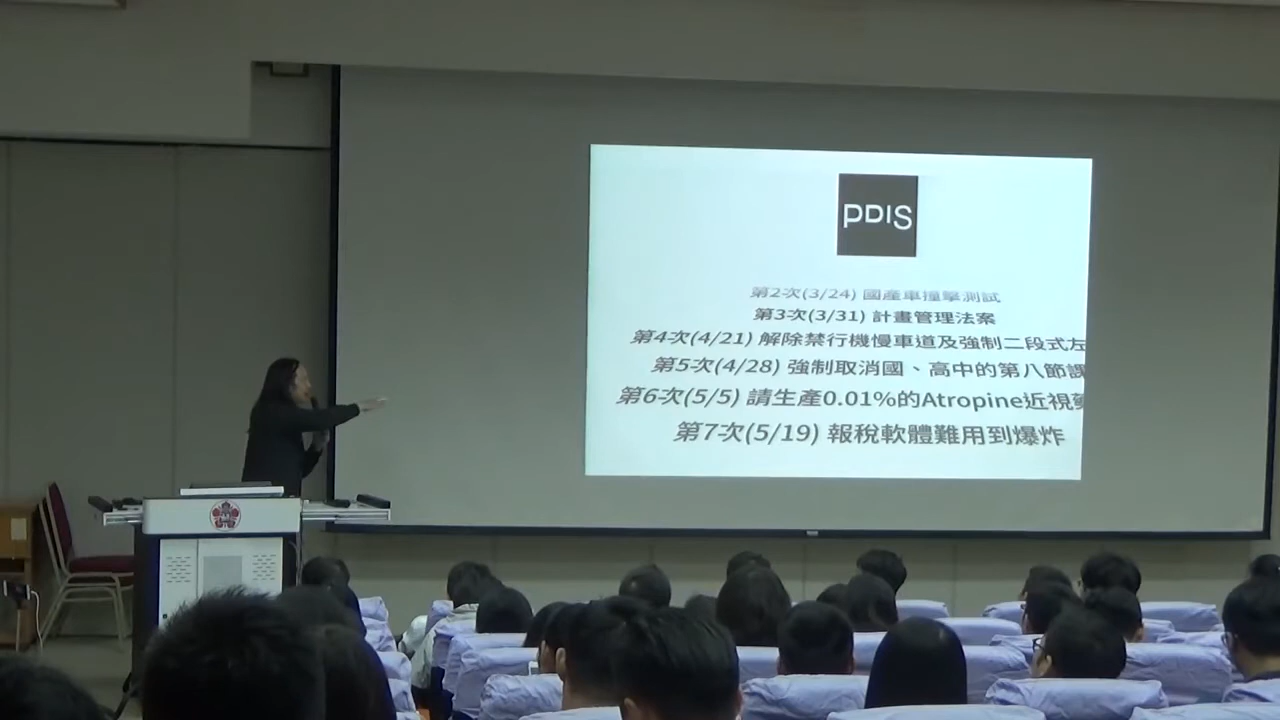 PDIS
第2次(3/24) 國產車撞擊測試
第3次(3/31) 計畫管理法案
第4次(4/21) 解除禁行機慢車道及強制二段式左
第5次(4/28) 強制取消國、高中的第八節課
第6次(5/5) 請生產0.01%的Atropine近視
第7次(5/19) 報稅軟體難用到爆炸